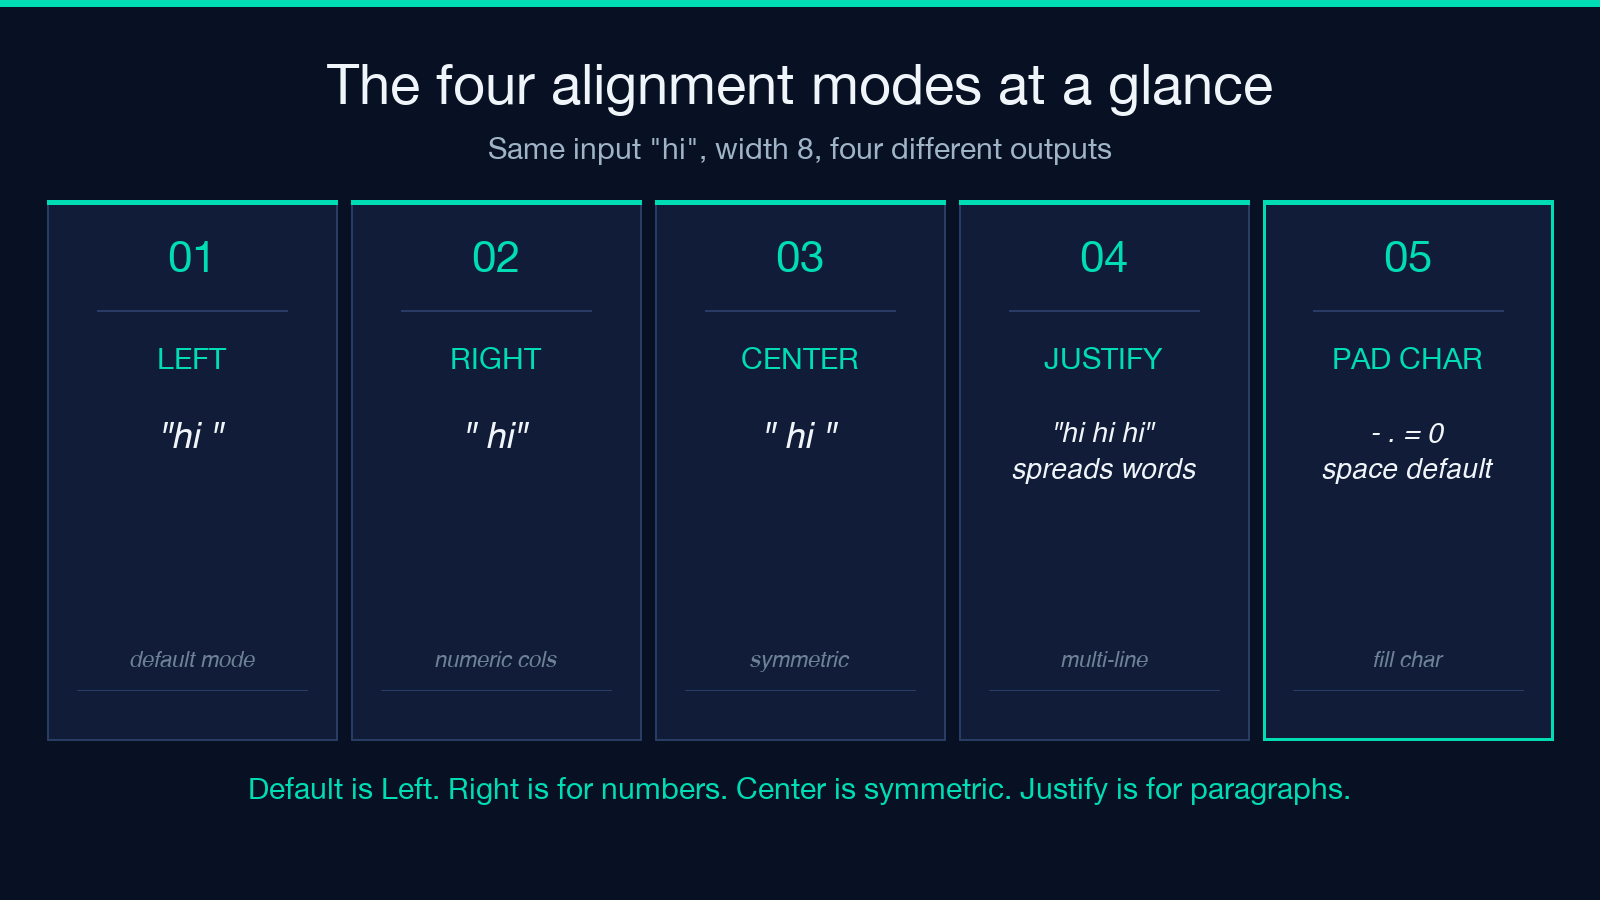 The four alignment modes at a glance
Same input "hi", width 8, four different outputs
01
LEFT
"hi "
default mode
02
RIGHT
" hi"
numeric cols
03
CENTER
" hi "
symmetric
04
JUSTIFY
"hi hi hi"
spreads words
multi-line
05
PAD CHAR
- . = 0
space default
fill char
Default is Left. Right is for numbers. Center is symmetric. Justify is for paragraphs.